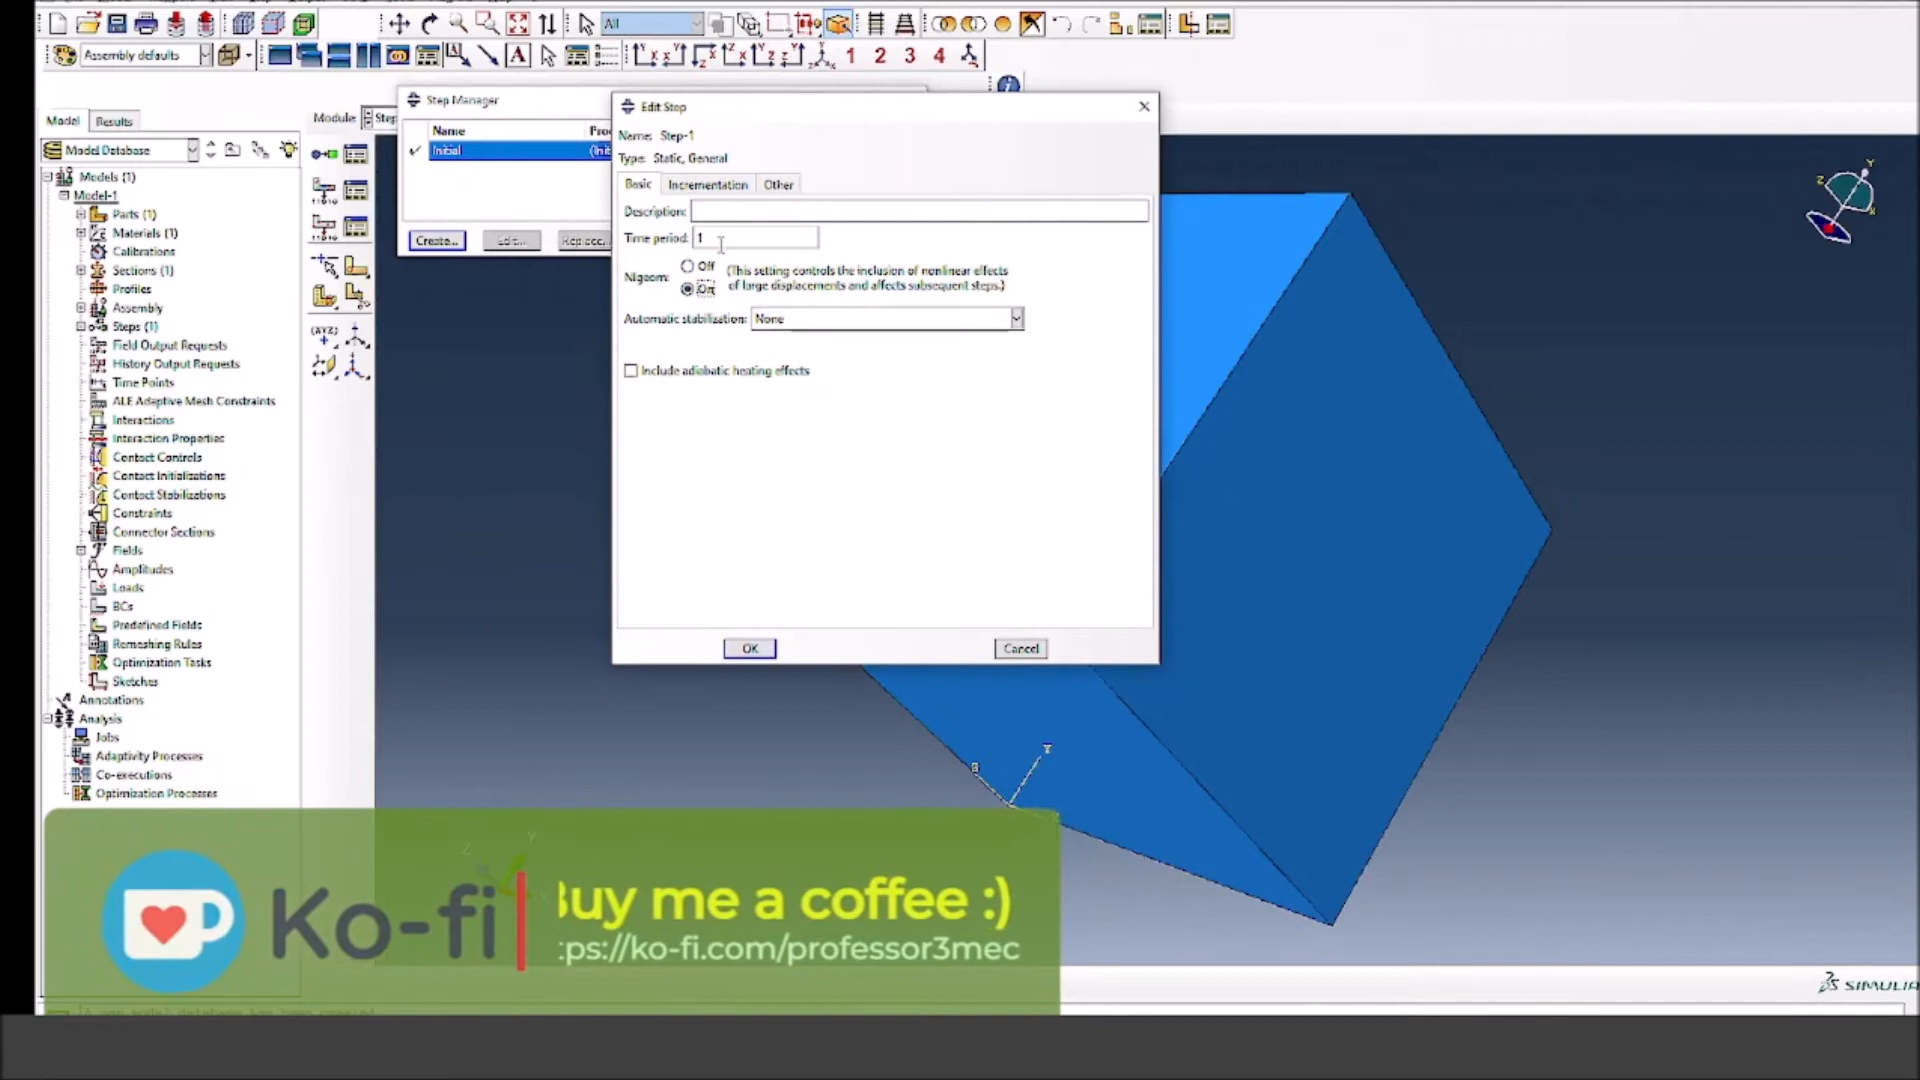 All
Assembly defaults
1 2 3 4
Model Results
Module: Step
Model Database
Models (1)
Model-1
Parts (1)
Materials (1)
Calibrations
Sections (1)
Profiles
Assembly
Steps (1)
Field Output Requests
History Output Requests
Time Points
ALE Adaptive Mesh Constraints
Interactions
Interaction Properties
Contact Controls
Contact Initializations
Contact Stabilizations
Constraints
Connector Sections
Fields
Amplitudes
Loads
BCs
Predefined Fields
Remeshing Rules
Optimization Tasks
Sketches
Annotations
Analysis
Jobs
Adaptivity Processes
Co-executions
Optimization Processes
Step Manager
Name
Initial
Create... Edit...
Edit Step
Name: Step-1
Type: Static, General
Basic Incrementation Other
Description:
Time period: 1
Nlgeom:
Off
On
(This setting controls the inclusion of nonlinear effects
of large displacements and affects subsequent steps.)
Automatic stabilization: None
Include adiabatic heating effects
OK Cancel
Y
Z
X
SIMULIA
Ko-fi
Buy me a coffee :)
tps://ko-fi.com/professor3mec